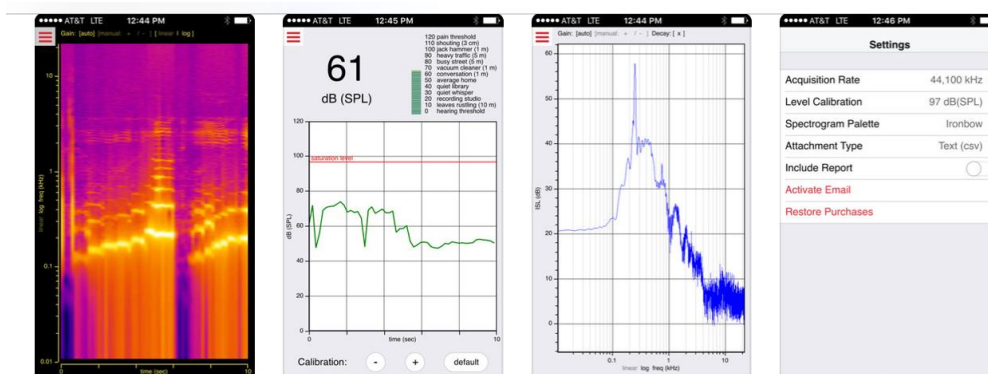 ●●●●● AT&T LTE 12:44 PM
Gain: [auto] [manual: + / - ] [ linear / log ]
10
1
0.1
0.01
linear log freq (kHz)
0 time (sec) 10
●●●●● AT&T LTE 12:45 PM
61
dB (SPL)
120 pain threshold
110 shouting (3 cm)
100 jack hammer (1 m)
90 heavy traffic (5 m)
80 busy street (5 m)
70 vacuum cleaner (1 m)
60 conversation (1 m)
50 average home
40 quiet library
30 quiet whisper
20 recording studio
10 leaves rustling (10 m)
0 hearing threshold
120
100
saturation level
80
60
40
20
0
dB (SPL)
0 time (sec) 10
Calibration: - + default
●●●●● AT&T LTE 12:44 PM
Gain: [auto] [manual: + / - ] Decay: [ x ]
60
50
40
30
20
10
0
ISL (dB)
0.1 1 10
linear log freq (kHz)
●●●●● AT&T LTE 12:46 PM
Settings
Acquisition Rate 44,100 kHz
Level Calibration 97 dB(SPL)
Spectrogram Palette Ironbow
Attachment Type Text (csv)
Include Report
Activate Email
Restore Purchases